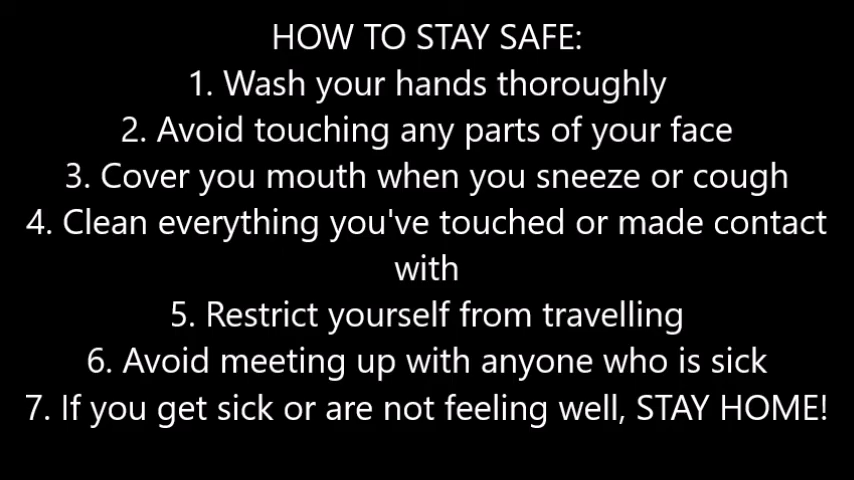 HOW TO STAY SAFE:
1. Wash your hands thoroughly
2. Avoid touching any parts of your face
3. Cover you mouth when you sneeze or cough
4. Clean everything you've touched or made contact
with
5. Restrict yourself from travelling
6. Avoid meeting up with anyone who is sick
7. If you get sick or are not feeling well, STAY HOME!